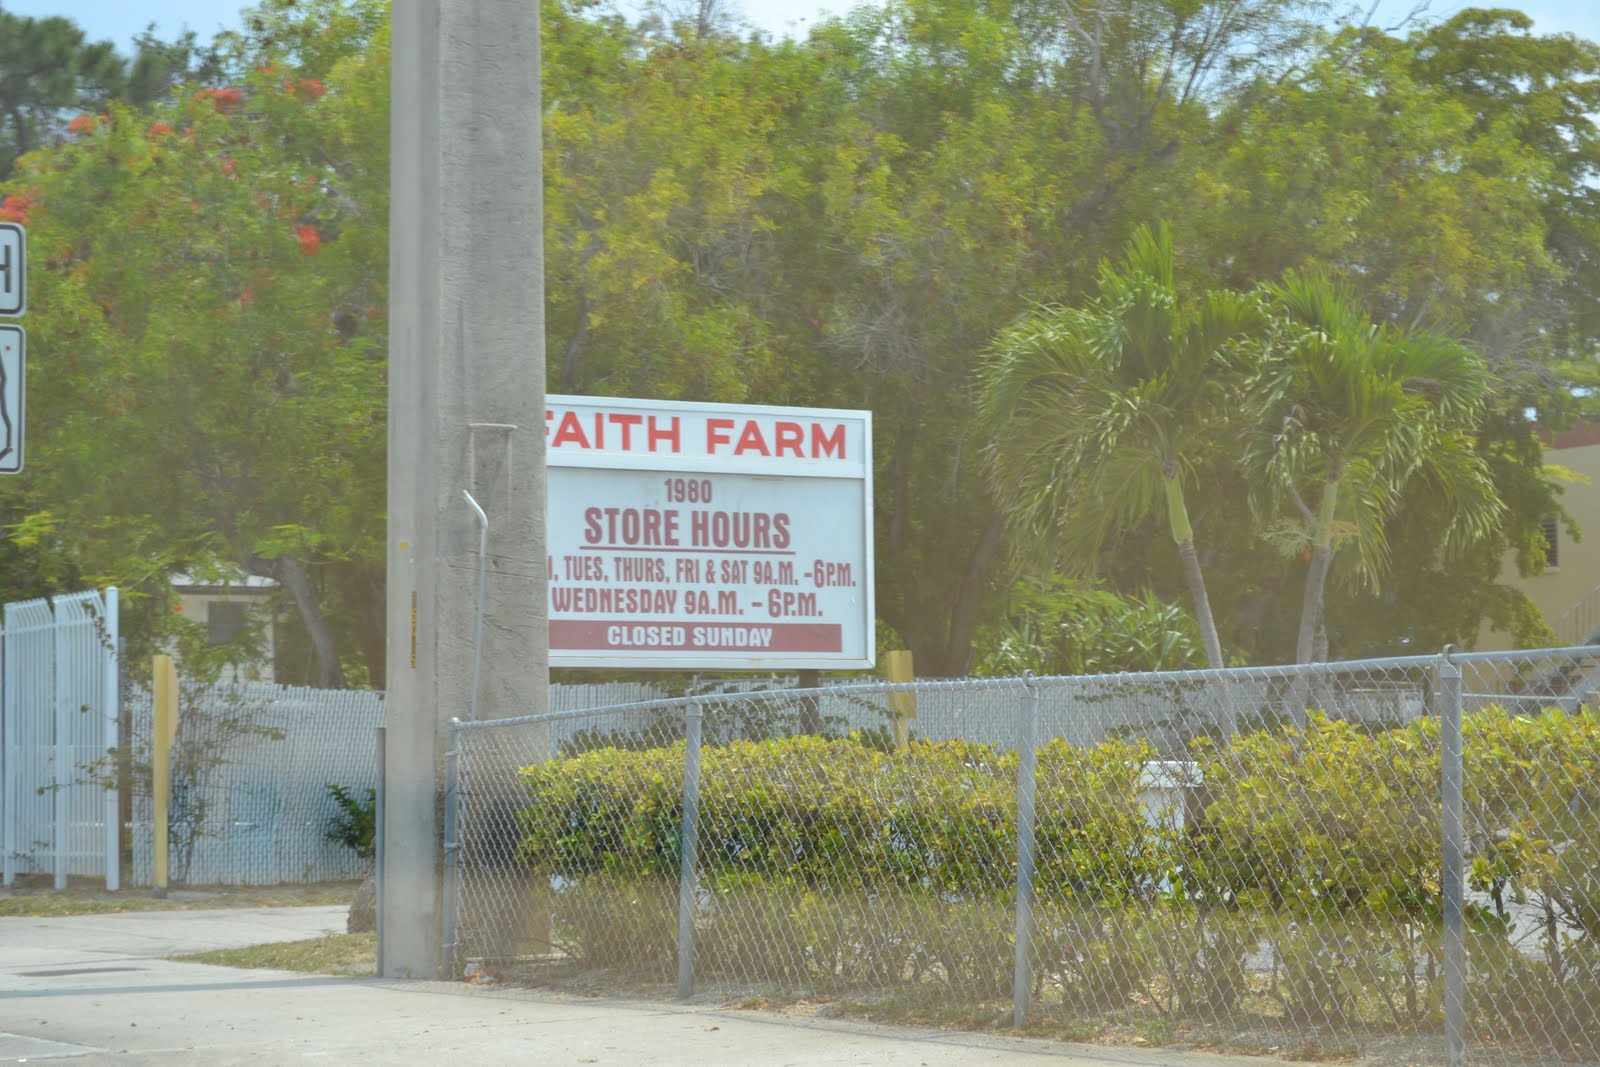 FAITH FARM
1980
STORE HOURS
, TUES, THURS, FRI & SAT 9A.M. -6P.M.
WEDNESDAY 9A.M. - 6P.M.
CLOSED SUNDAY
H